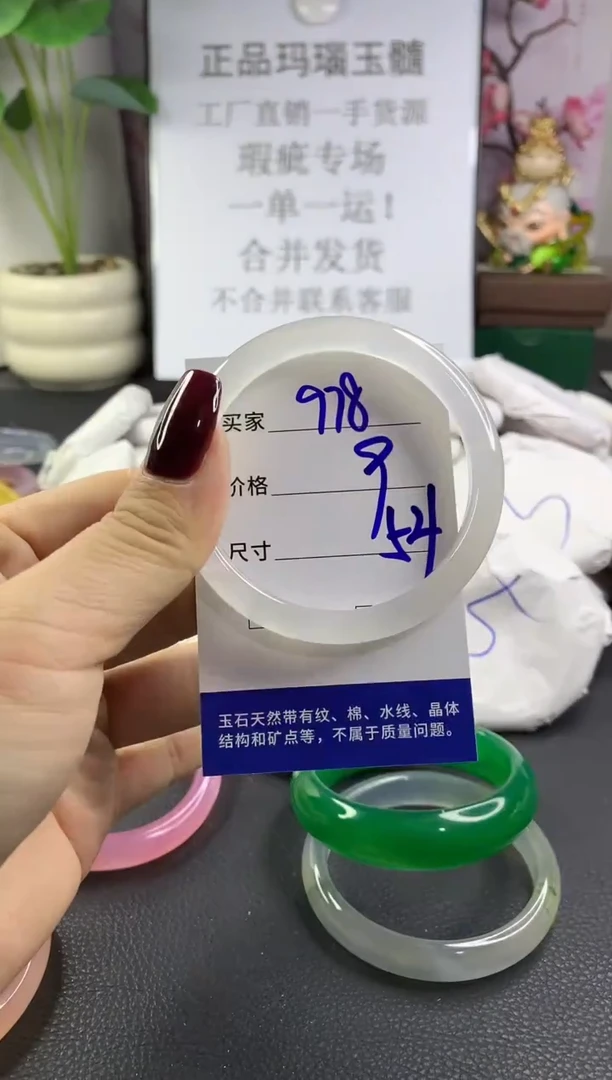 正品玛瑙玉髓
工厂直销一手货源
瑕疵专场
一单一运！
合并发货
不合并联系客服
买家 978
价格 9
尺寸 54
玉石天然带有纹、棉、水线、晶体
结构和矿点等，不属于质量问题。